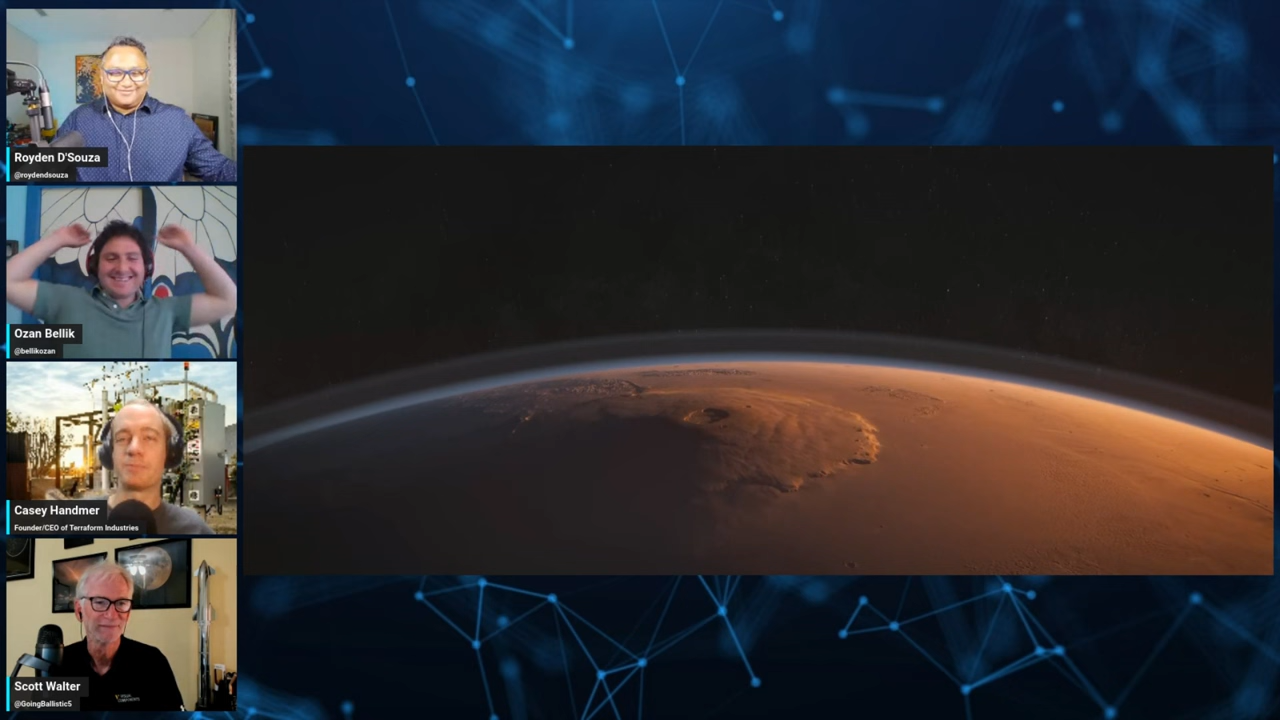 Royden D'Souza
@roydendsouza
Ozan Bellik
@bellikozan
Casey Handmer
Founder/CEO of Terraform Industries
Scott Walter
@GoingBallistic5